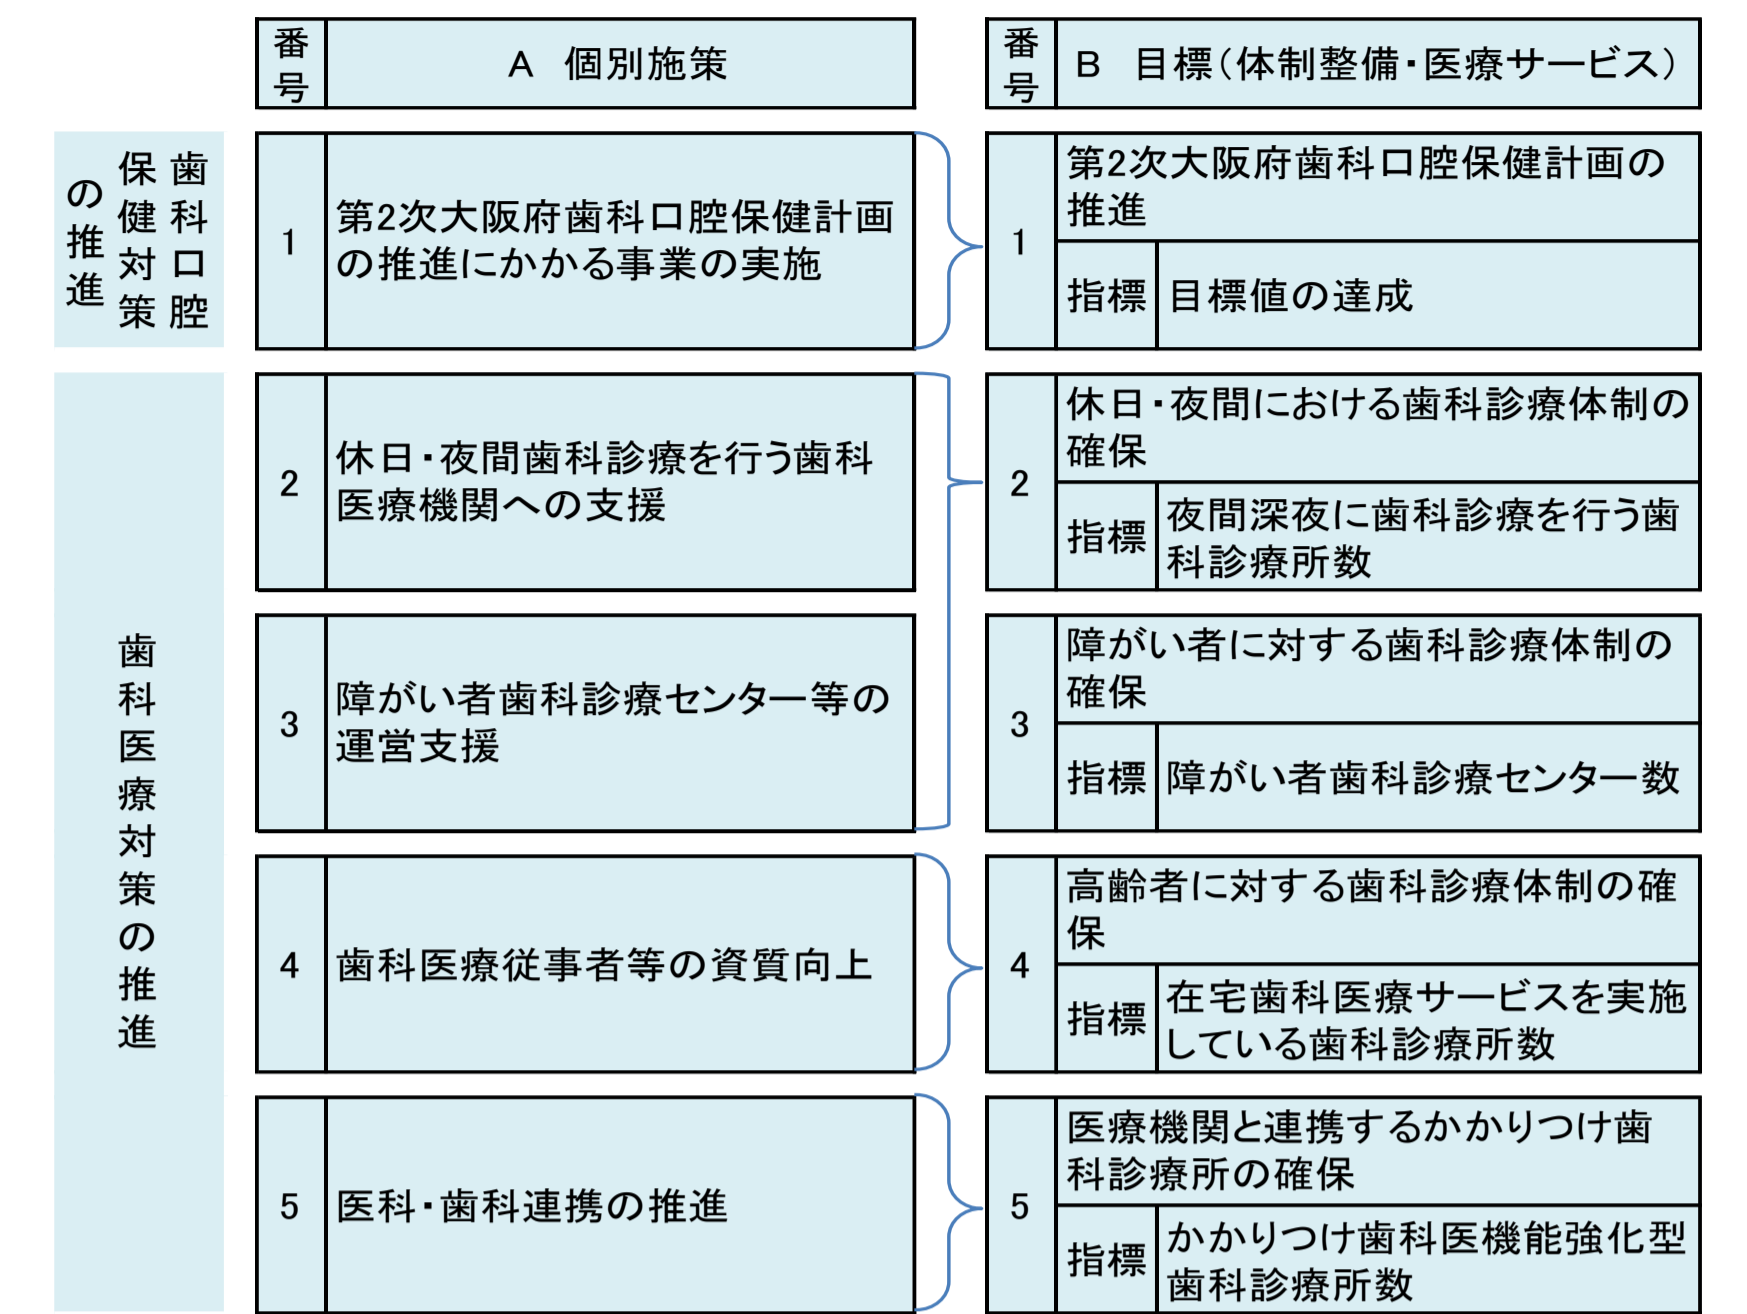 番号
A 個別施策
番号
B 目標(体制整備・医療サービス)
歯科口腔
保健対策
の推進
1
第2次大阪府歯科口腔保健計画
の推進にかかる事業の実施
1
第2次大阪府歯科口腔保健計画の
推進
指標
目標値の達成
歯科医療対策の推進
2
休日・夜間歯科診療を行う歯科
医療機関への支援
2
休日・夜間における歯科診療体制の
確保
指標
夜間深夜に歯科診療を行う歯
科診療所数
3
障がい者歯科診療センター等の
運営支援
3
障がい者に対する歯科診療体制の
確保
指標
障がい者歯科診療センター数
4
歯科医療従事者等の資質向上
4
高齢者に対する歯科診療体制の確
保
指標
在宅歯科医療サービスを実施
している歯科診療所数
5
医科・歯科連携の推進
5
医療機関と連携するかかりつけ歯
科診療所の確保
指標
かかりつけ歯科医機能強化型
歯科診療所数